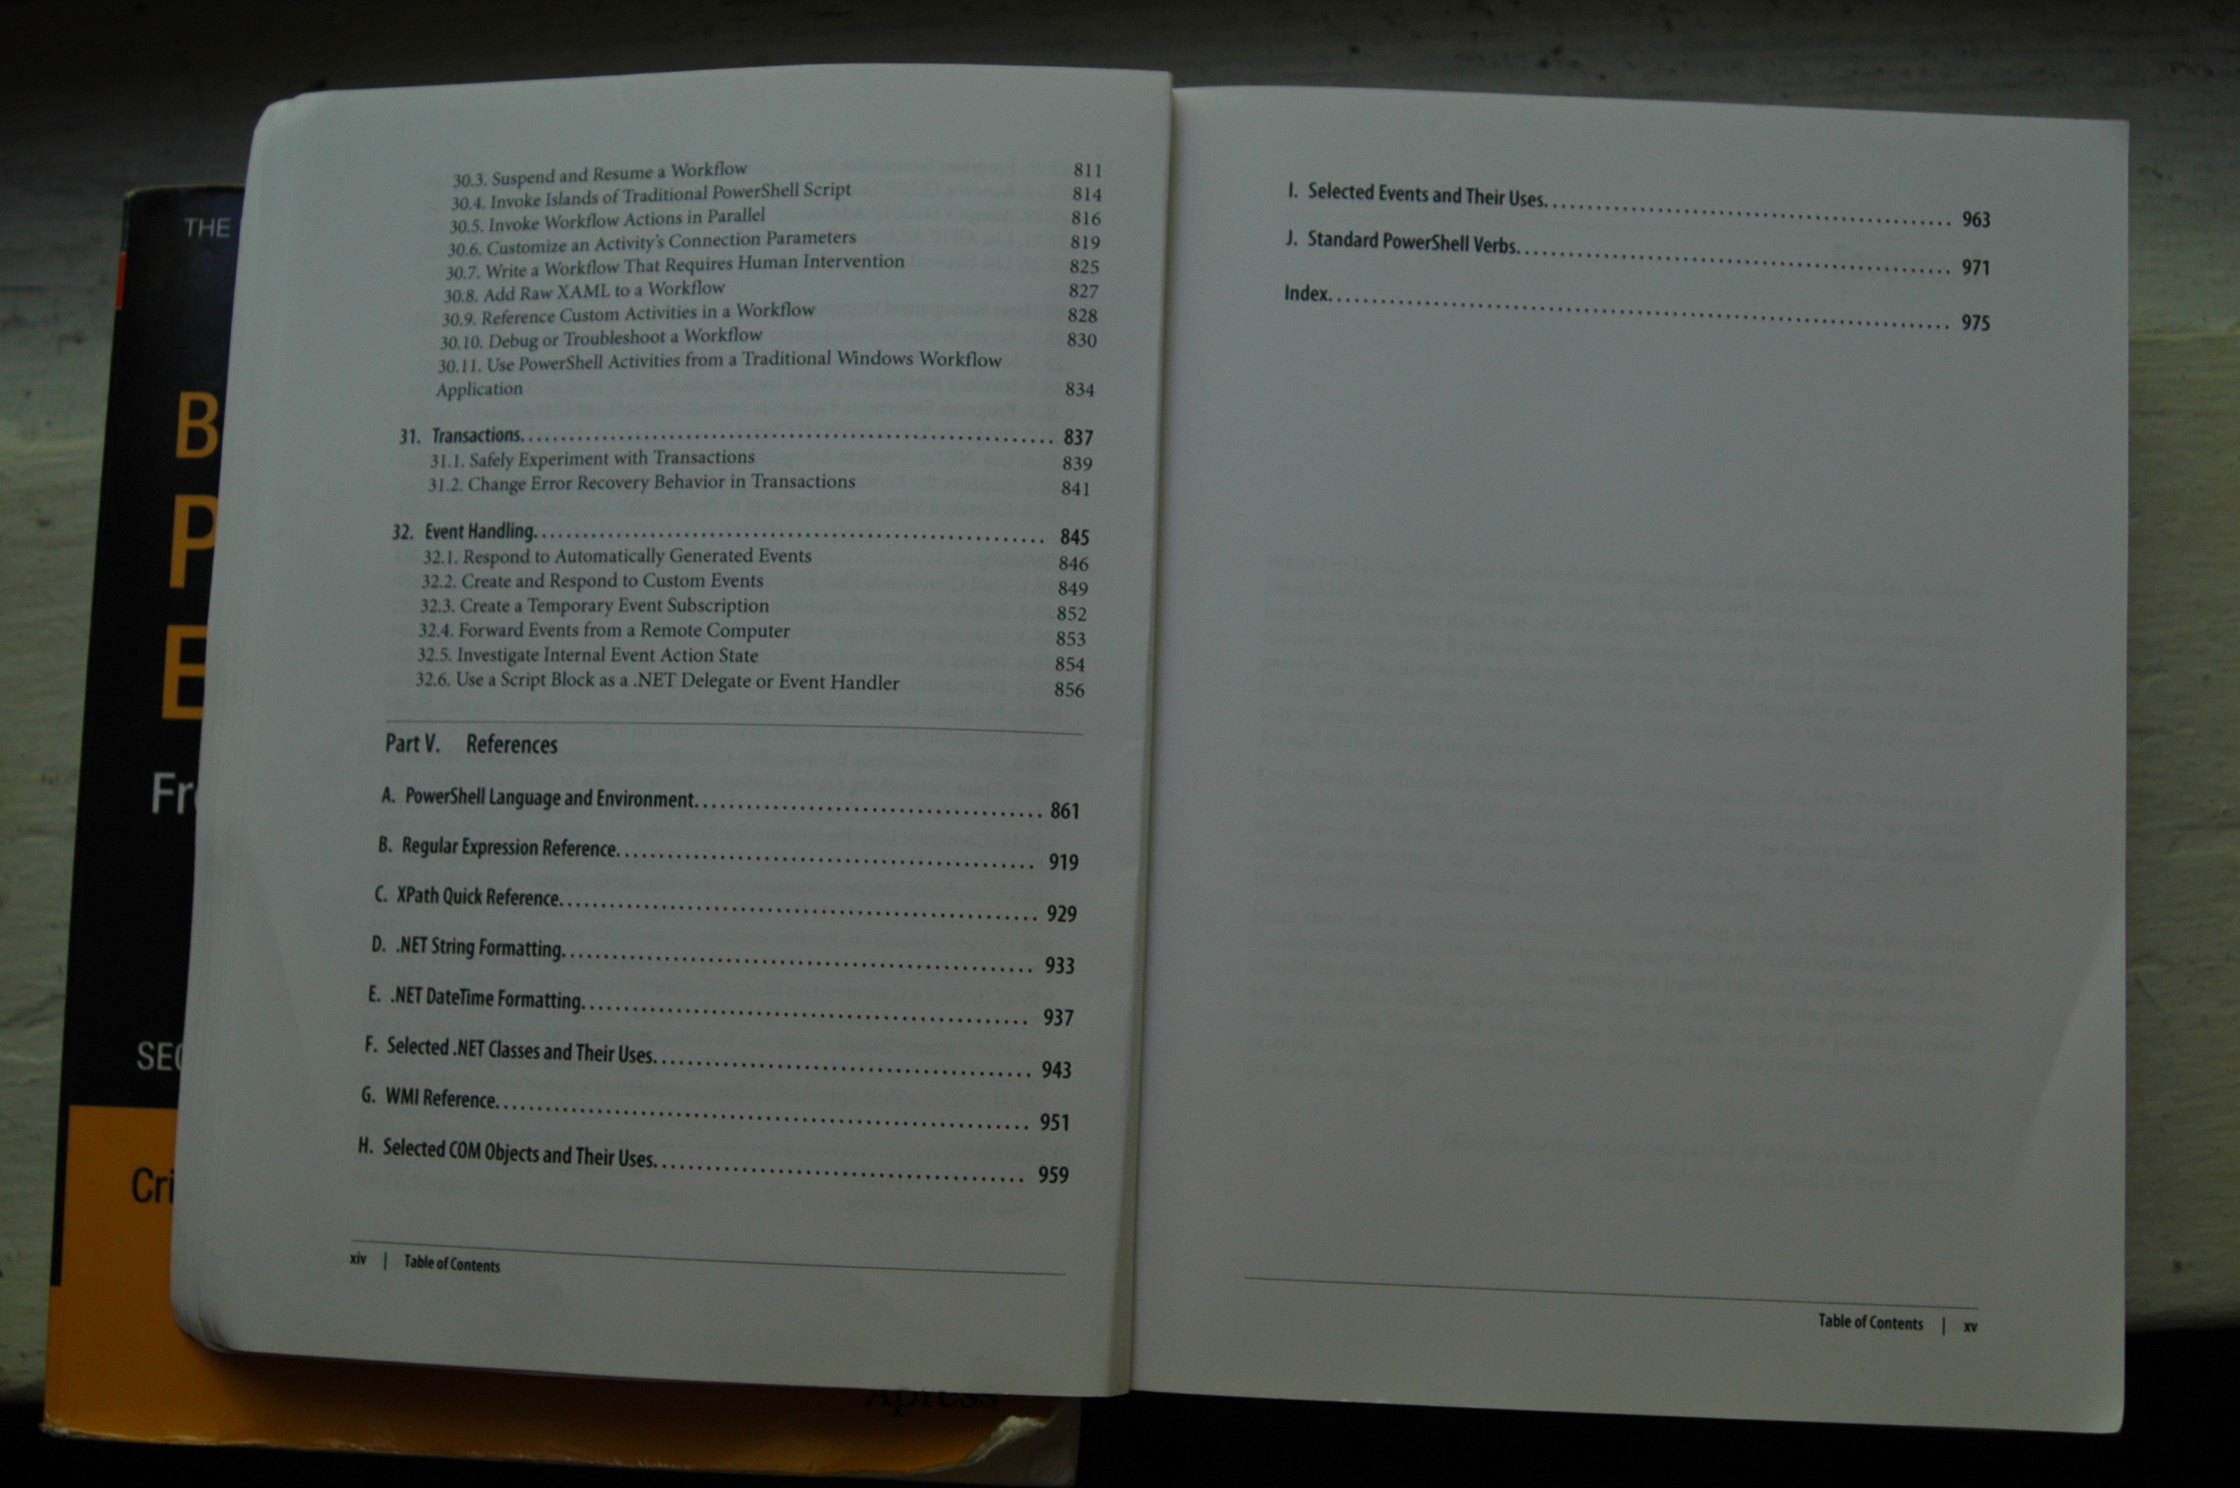 30.3. Suspend and Resume a Workflow 811
30.4. Invoke Islands of Traditional PowerShell Script 814
30.5. Invoke Workflow Actions in Parallel 816
30.6. Customize an Activity's Connection Parameters 819
30.7. Write a Workflow That Requires Human Intervention 825
30.8. Add Raw XAML to a Workflow 827
30.9. Reference Custom Activities in a Workflow 828
30.10. Debug or Troubleshoot a Workflow 830
30.11. Use PowerShell Activities from a Traditional Windows Workflow
Application 834
31. Transactions. 837
31.1. Safely Experiment with Transactions 839
31.2. Change Error Recovery Behavior in Transactions 841
32. Event Handling. 845
32.1. Respond to Automatically Generated Events 846
32.2. Create and Respond to Custom Events 849
32.3. Create a Temporary Event Subscription 852
32.4. Forward Events from a Remote Computer 853
32.5. Investigate Internal Event Action State 854
32.6. Use a Script Block as a .NET Delegate or Event Handler 856
Part V. References
A. PowerShell Language and Environment. 861
B. Regular Expression Reference. 919
C. XPath Quick Reference. 929
D. .NET String Formatting. 933
E. .NET DateTime Formatting. 937
F. Selected .NET Classes and Their Uses. 943
G. WMI Reference. 951
H. Selected COM Objects and Their Uses. 959
xiv | Table of Contents
I. Selected Events and Their Uses. 963
J. Standard PowerShell Verbs. 971
Index. 975
Table of Contents | xv
THE
B
P
E
Fr
SEC
Cri
Apress